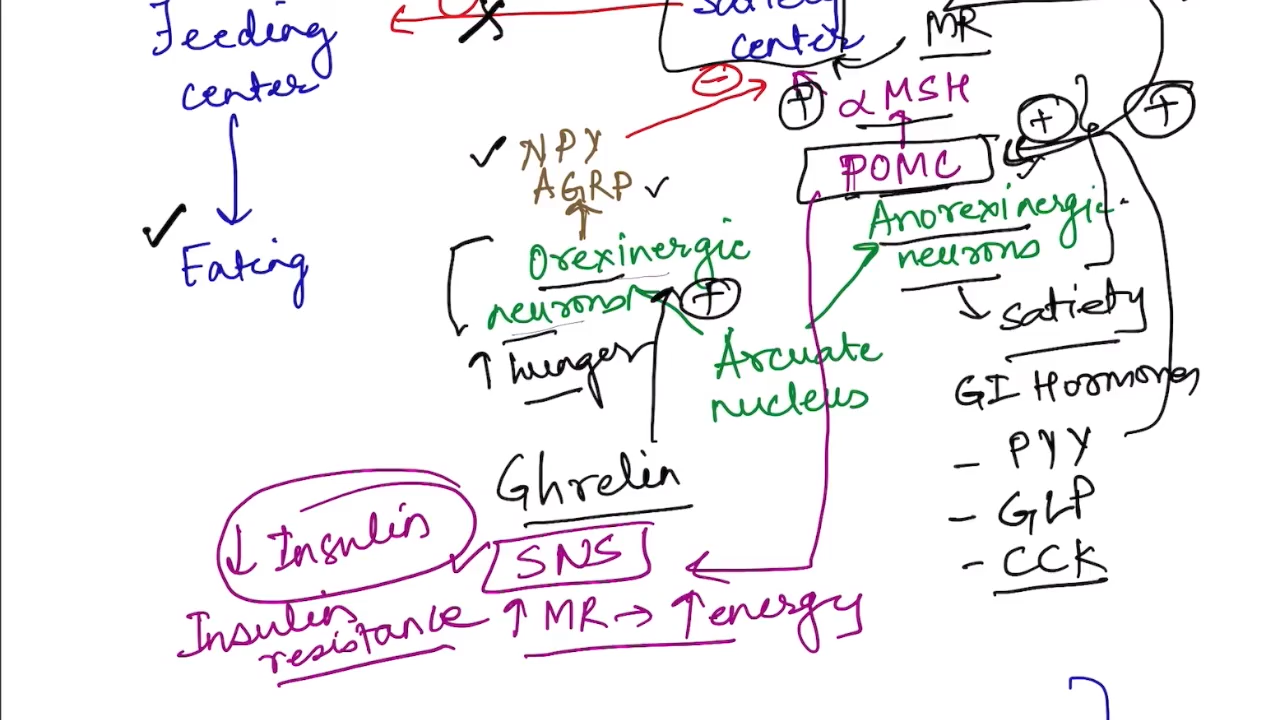 Feeding
center
satiety
center
MR
−
+
α MSH
+
+
NPY
AGRP
POMC
Anorexinergic
neurons
Eating
Orexinergic
neurons
+
↓ satiety
↑ hunger
Arcuate
nucleus
GI Hormones
- PYY
- GLP
- CCK
Ghrelin
↓ Insulin
SNS
Insulin
resistance
↑ MR → ↑ energy